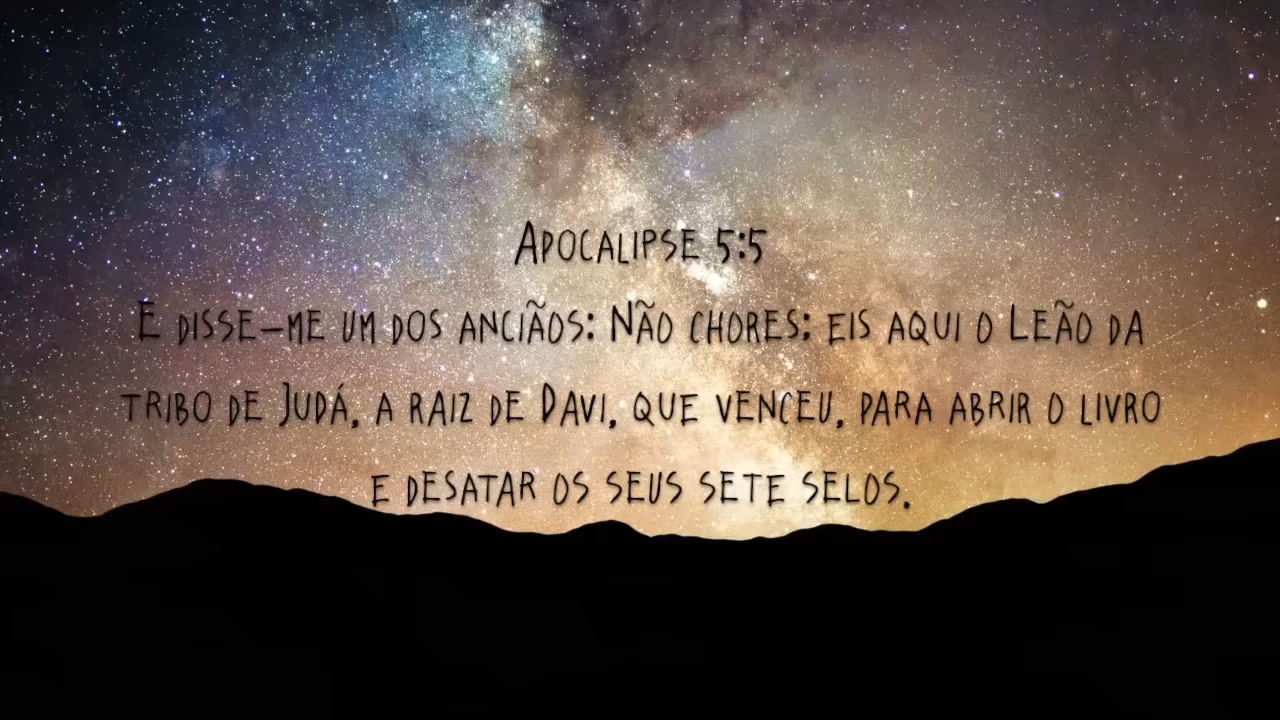 Apocalipse 5:5
E disse-me um dos anciãos: Não chores; eis aqui o Leão da
tribo de Judá, a raiz de Davi, que venceu, para abrir o livro
e desatar os seus sete selos.